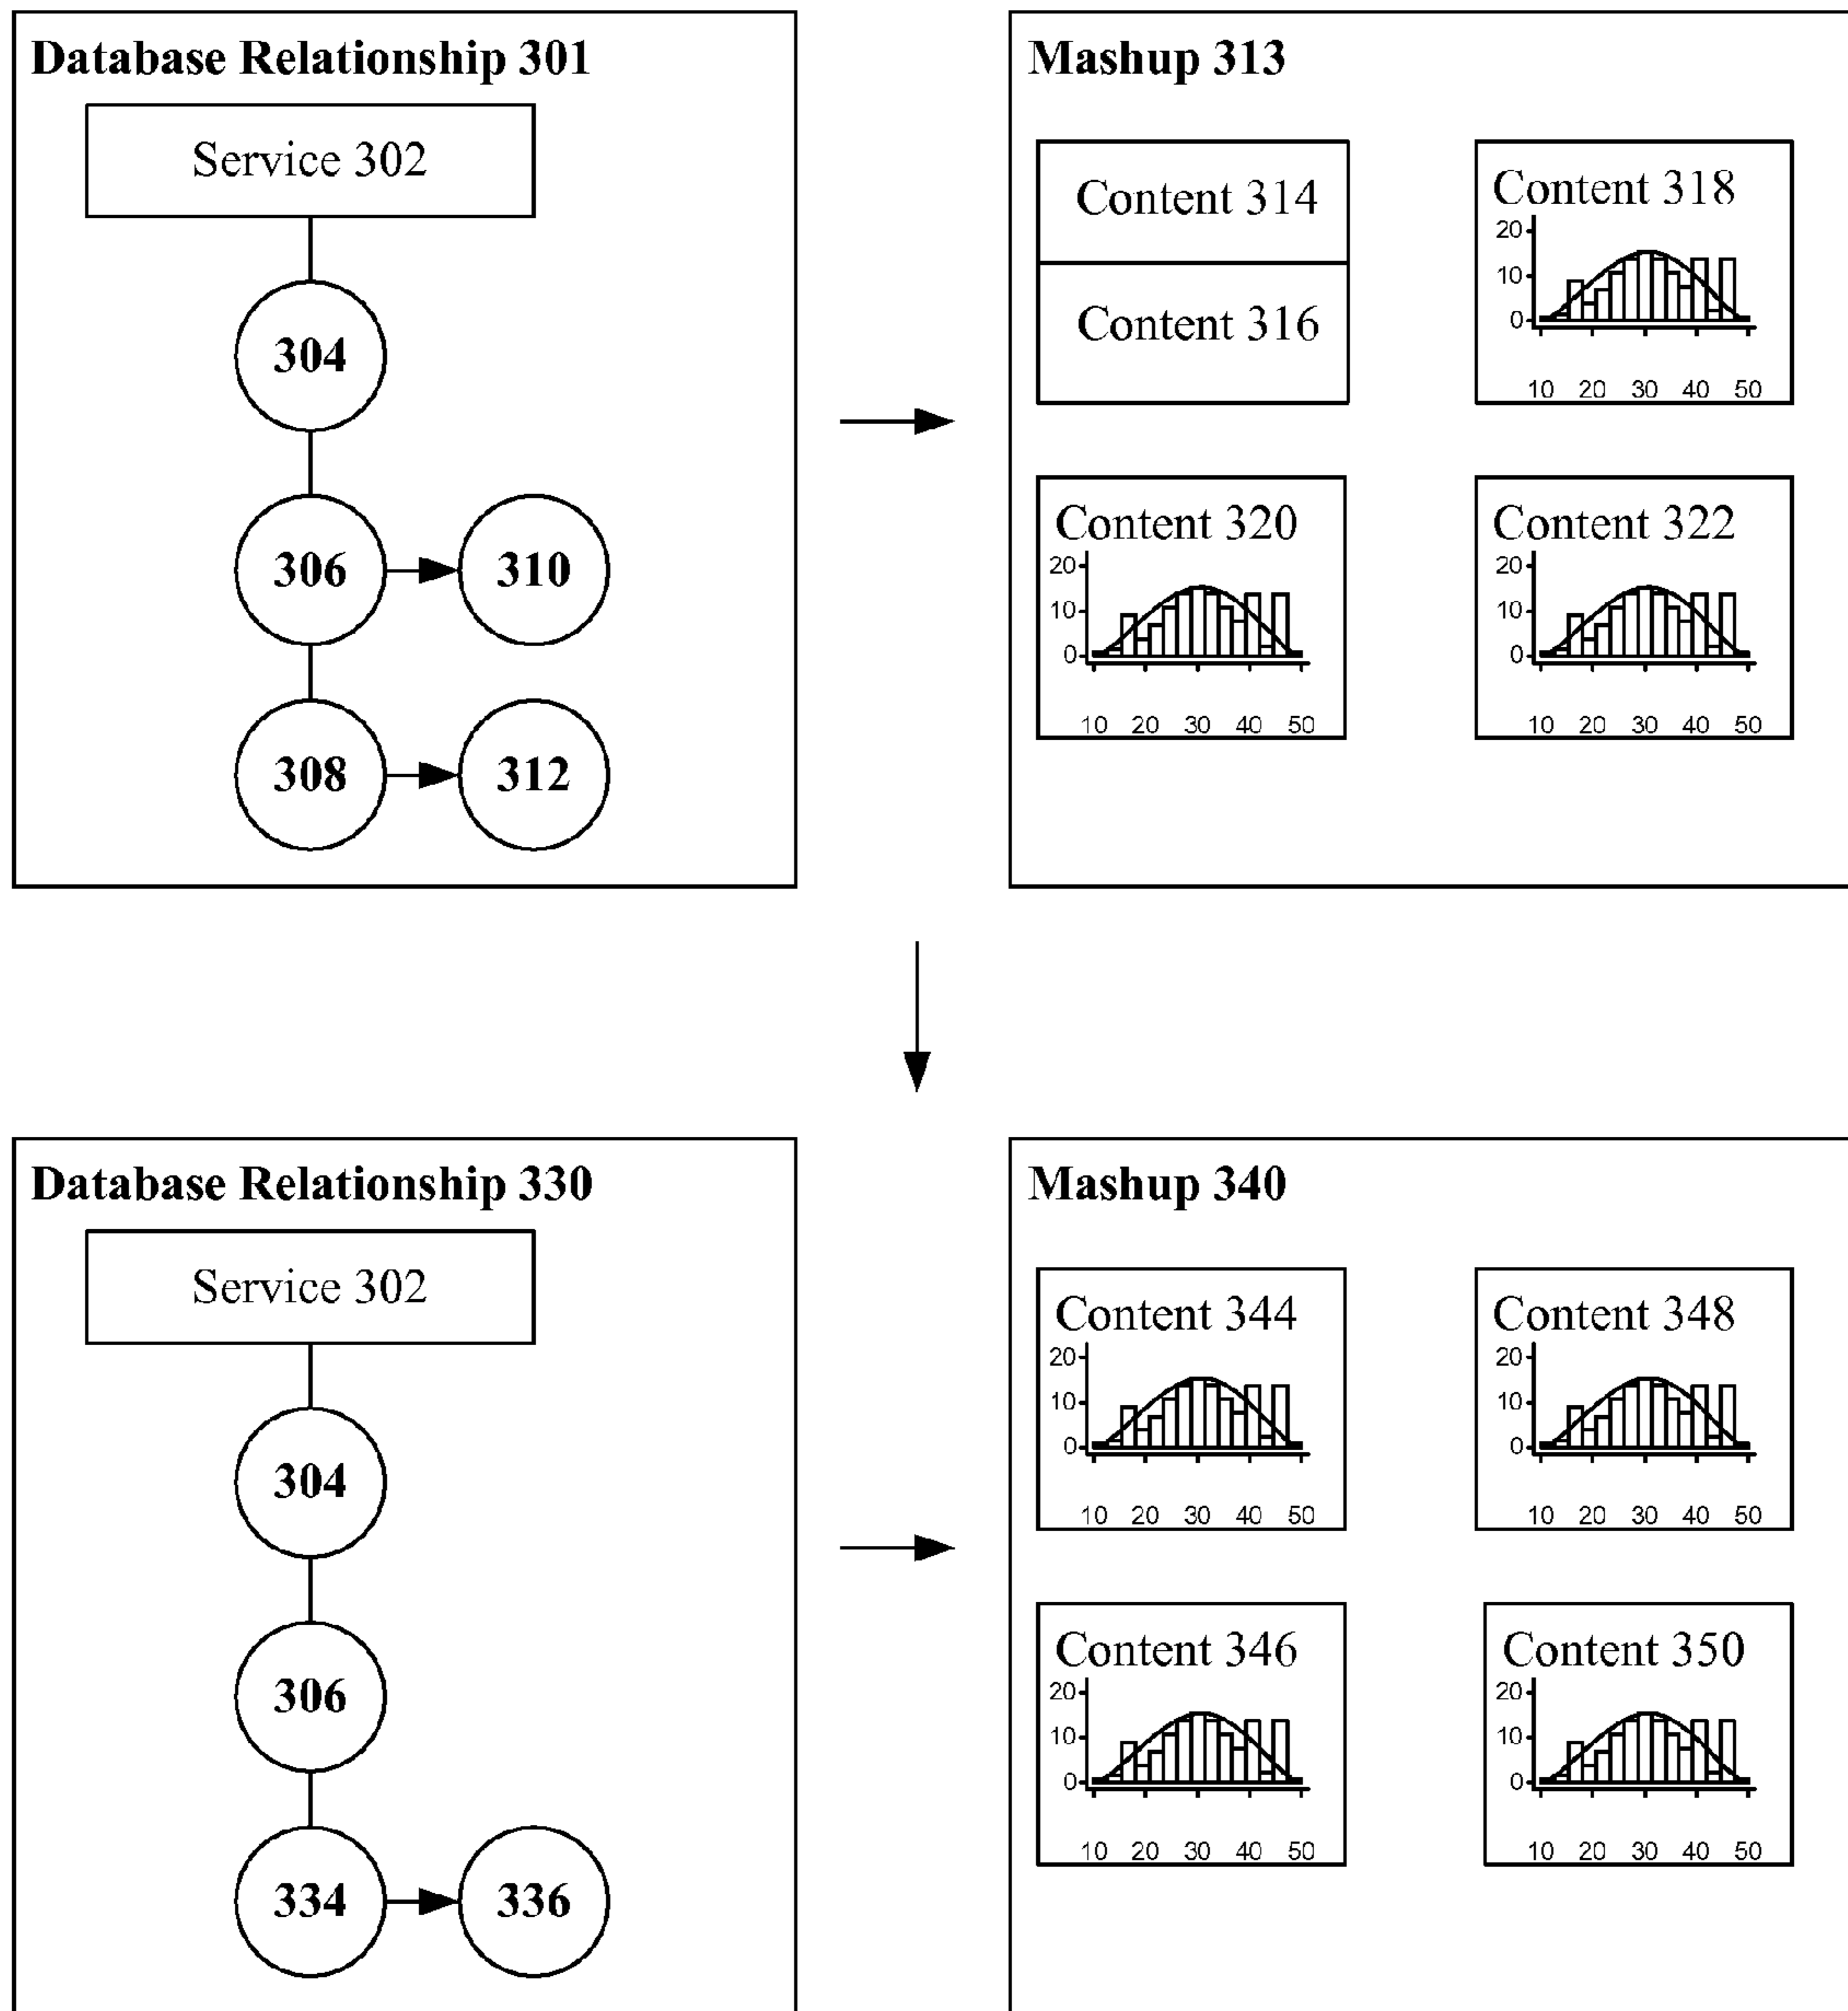 Database Relationship 301
Service 302
304
306
310
308
312
Mashup 313
Content 314
Content 316
Content 318
20
10
0
10 20 30 40 50
Content 320
20
10
0
10 20 30 40 50
Content 322
20
10
0
10 20 30 40 50
Database Relationship 330
Service 302
304
306
334
336
Mashup 340
Content 344
20
10
0
10 20 30 40 50
Content 348
20
10
0
10 20 30 40 50
Content 346
20
10
0
10 20 30 40 50
Content 350
20
10
0
10 20 30 40 50